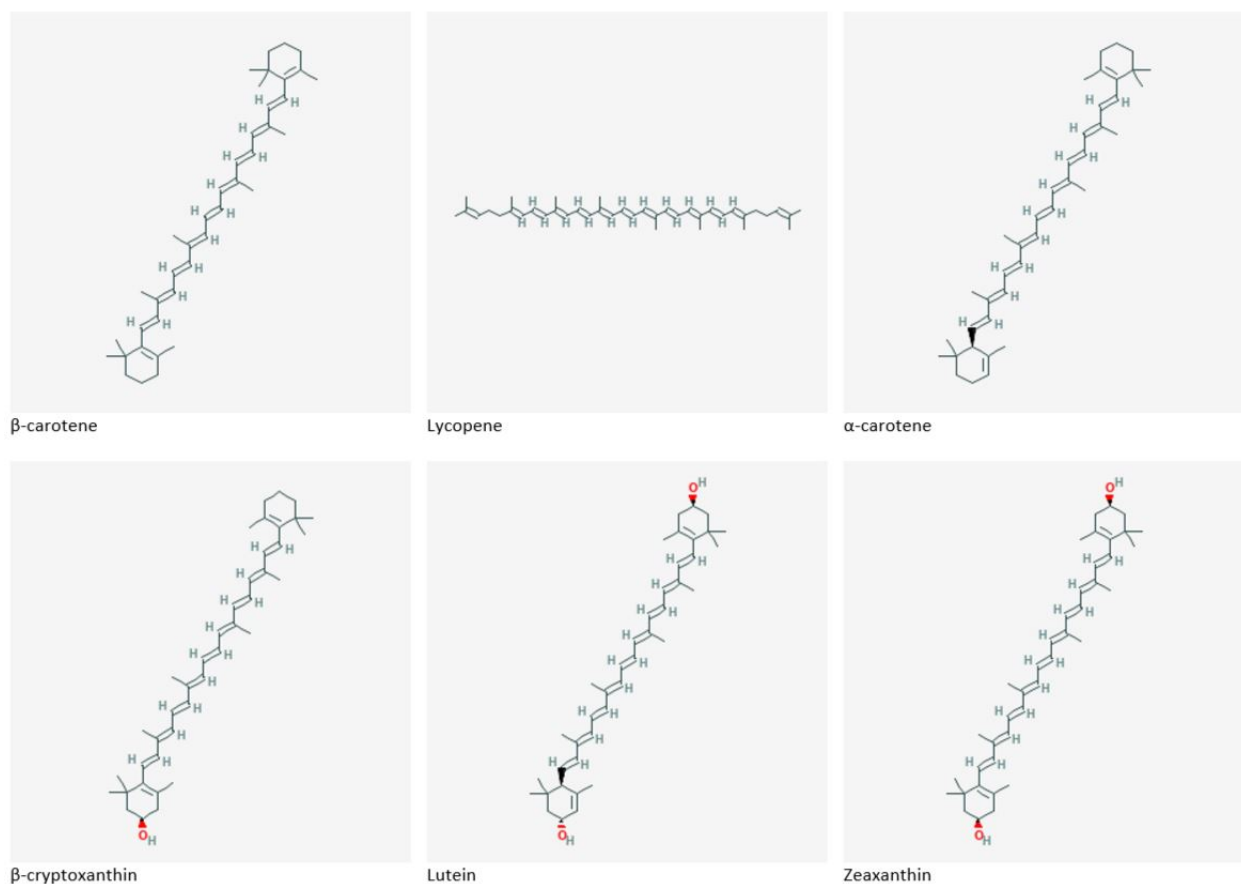 β-carotene
Lycopene
α-carotene
β-cryptoxanthin
Lutein
Zeaxanthin